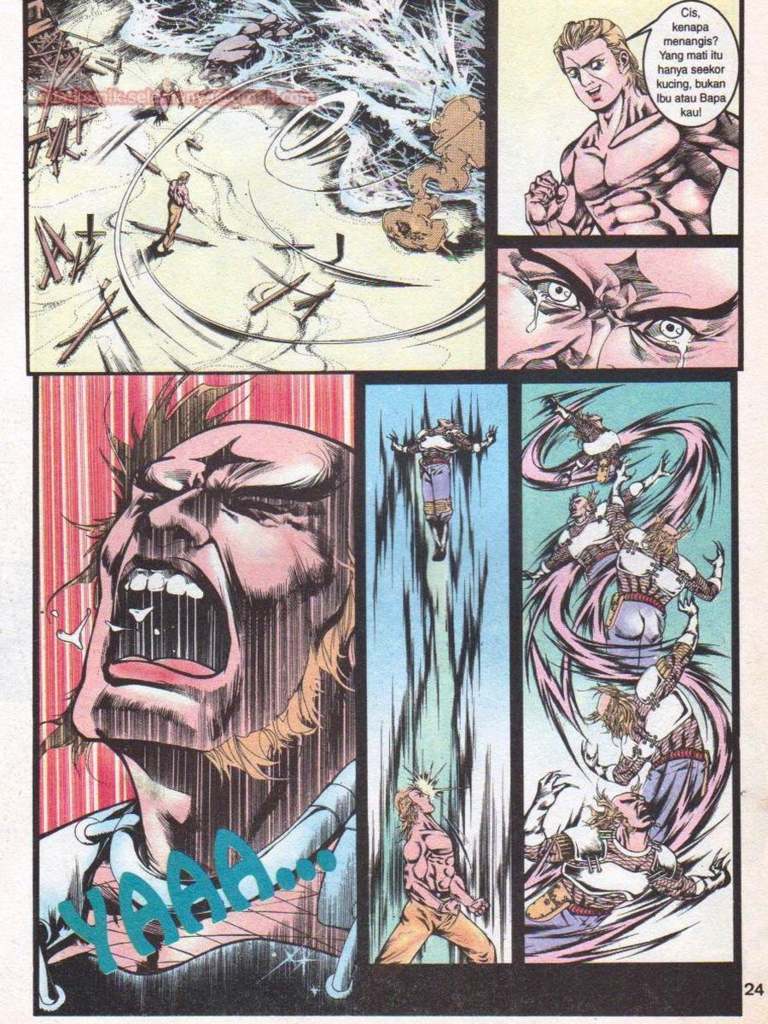 Cis,
kenapa
menangis?
Yang mati itu
hanya seekor
kucing, bukan
Ibu atau Bapa
kau!
YAAA...
24